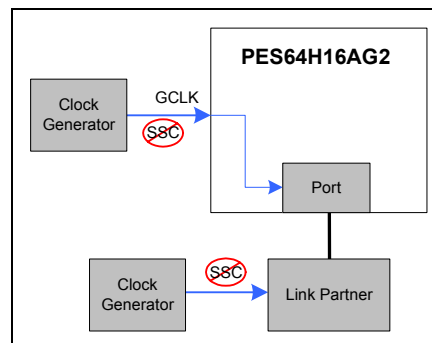 PES64H16AG2
Clock
Generator
GCLK
SSC
Port
Clock
Generator
SSC
Link Partner